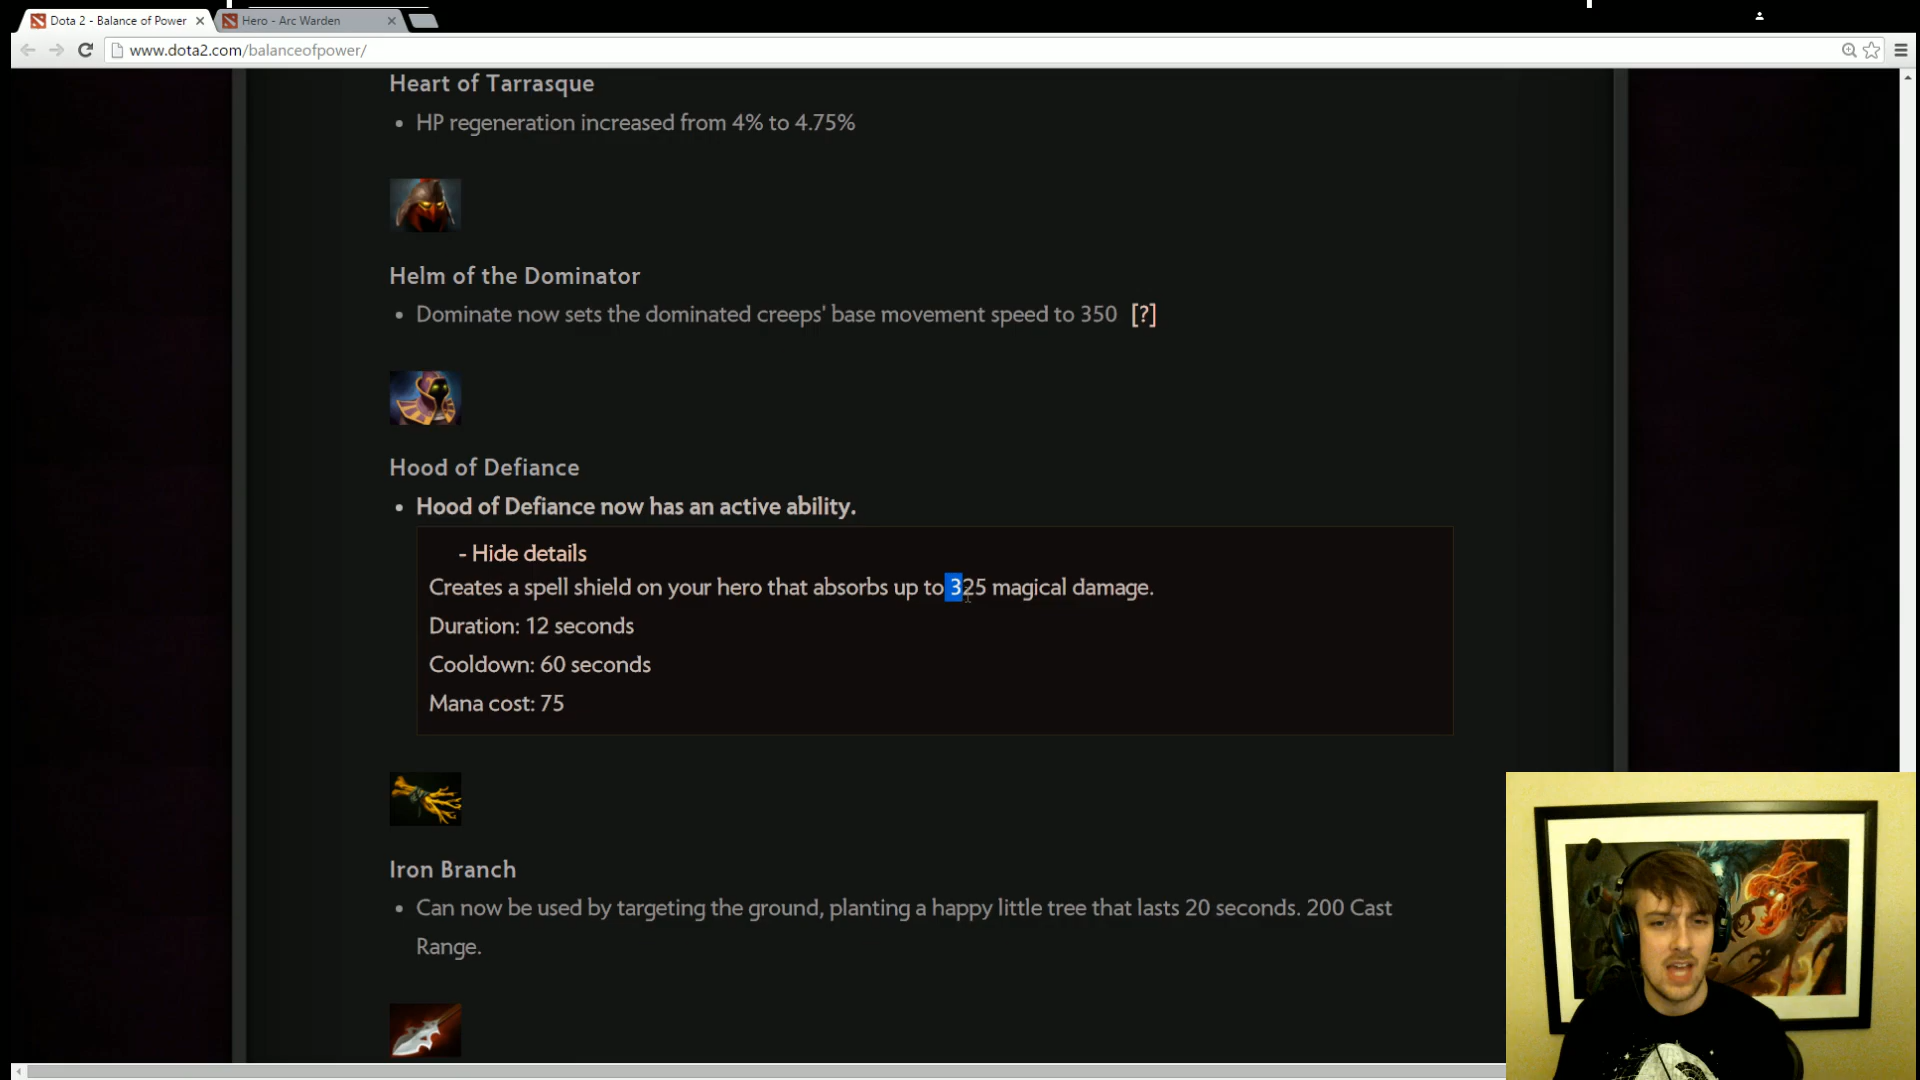 Dota 2 - Balance of Power
Hero - Arc Warden
www.dota2.com/balanceofpower/
Heart of Tarrasque
• HP regeneration increased from 4% to 4.75%
Helm of the Dominator
• Dominate now sets the dominated creeps' base movement speed to 350 [?]
Hood of Defiance
• Hood of Defiance now has an active ability.
- Hide details
Creates a spell shield on your hero that absorbs up to 325 magical damage.
Duration: 12 seconds
Cooldown: 60 seconds
Mana cost: 75
Iron Branch
• Can now be used by targeting the ground, planting a happy little tree that lasts 20 seconds. 200 Cast
Range.